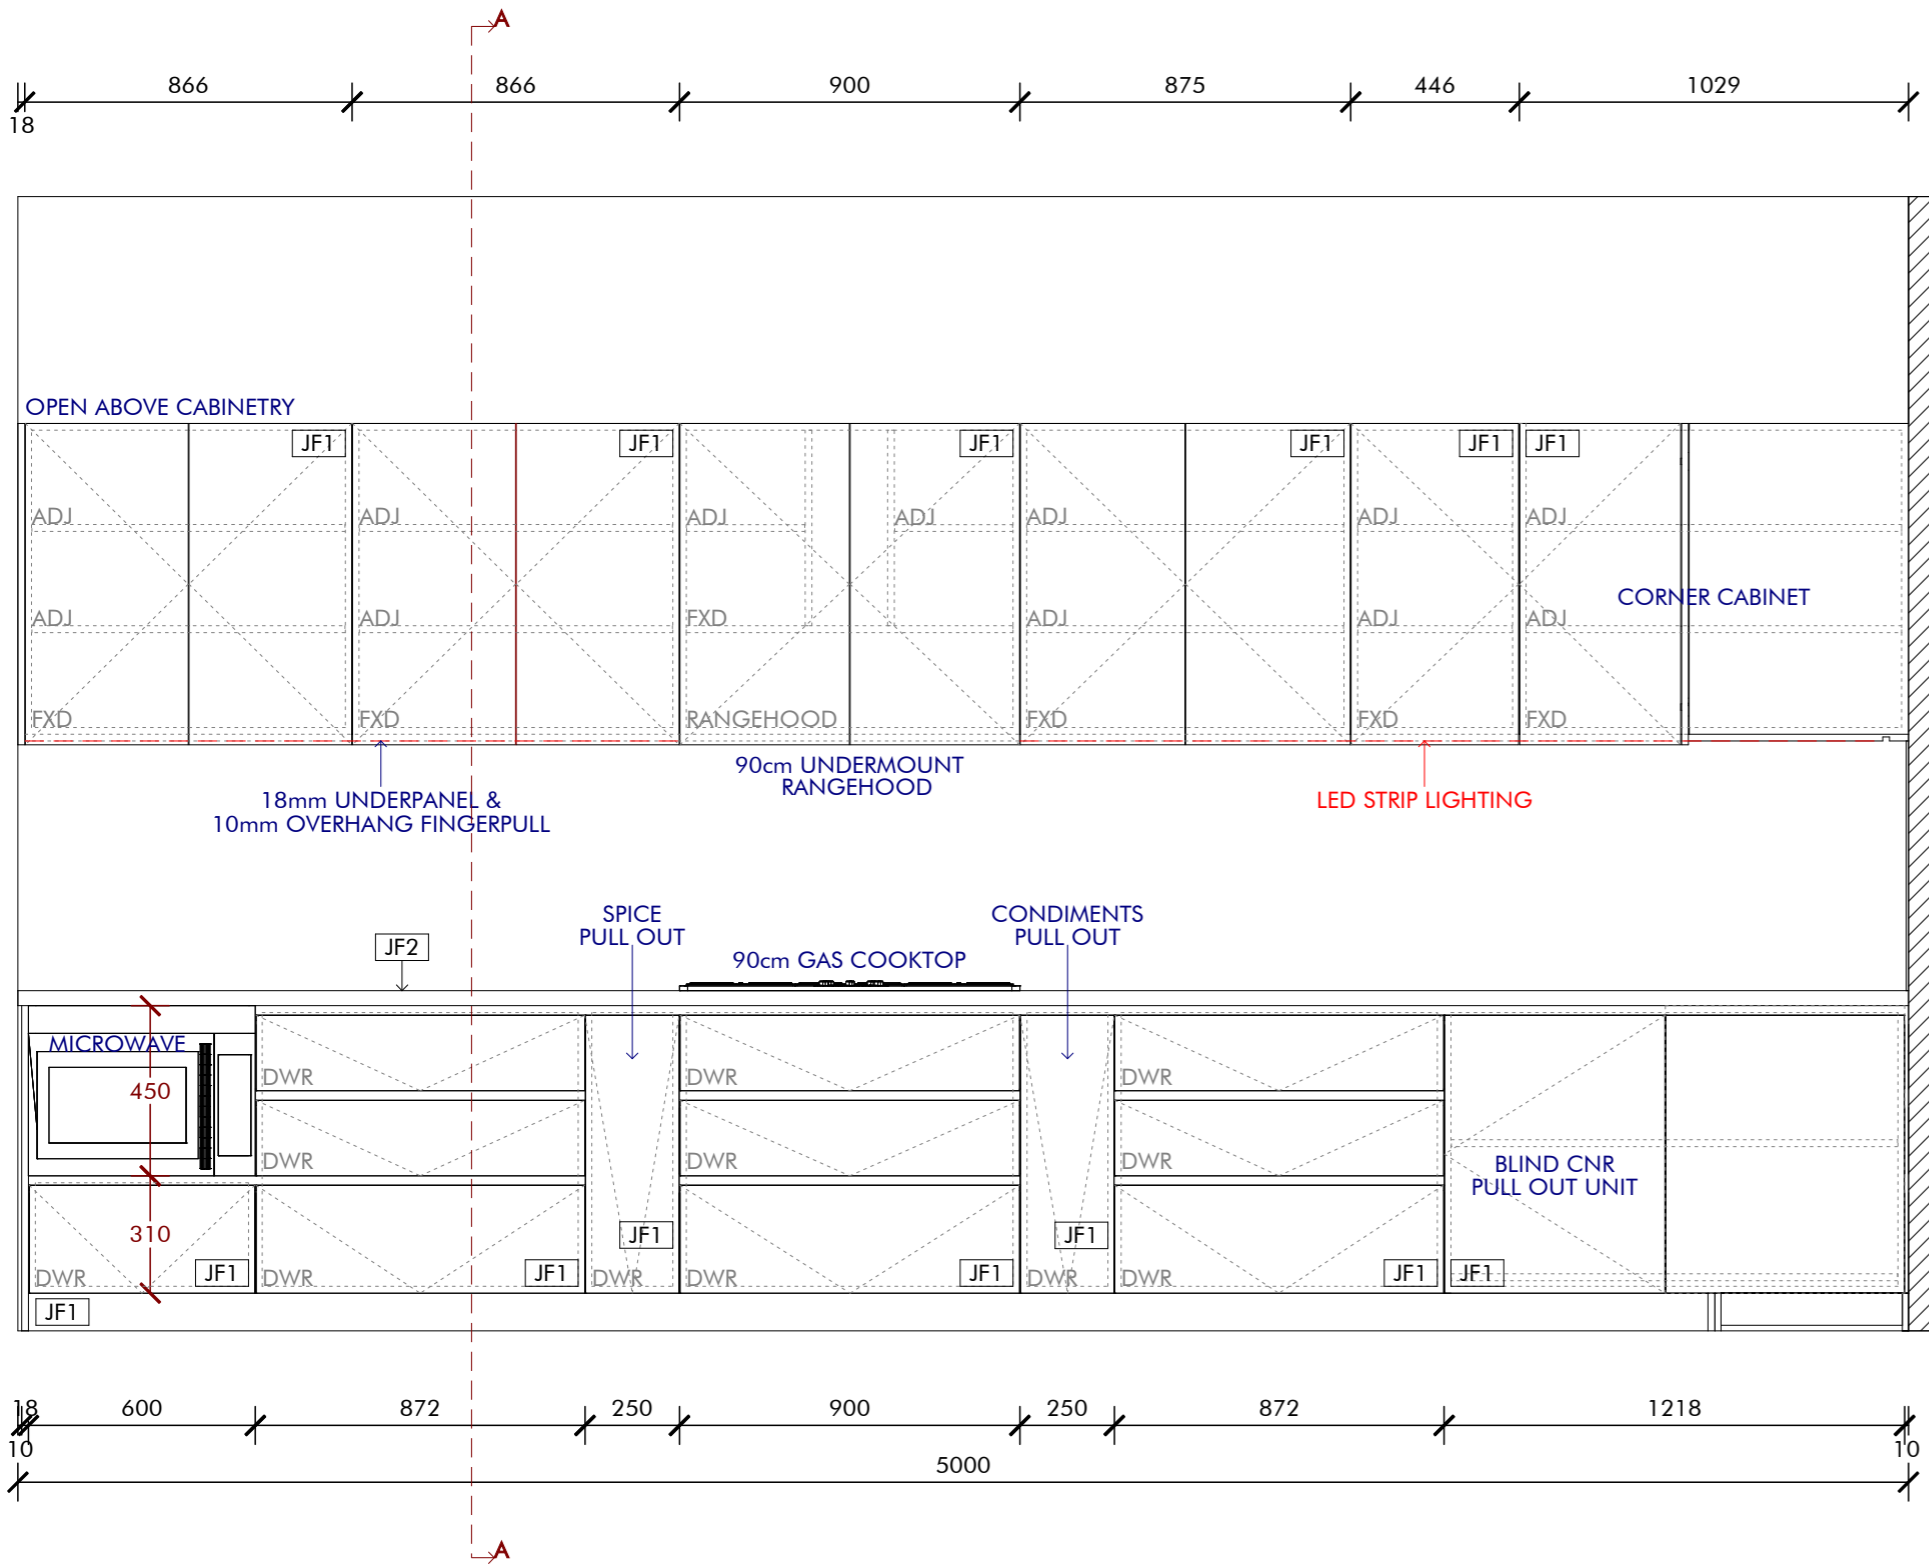 A
866
866
900
875
446
1029
18
OPEN ABOVE CABINETRY
JF1
JF1
JF1
JF1
JF1
JF1
ADJ
ADJ
ADJ
ADJ
ADJ
ADJ
ADJ
CORNER CABINET
ADJ
ADJ
FXD
ADJ
ADJ
ADJ
FXD
FXD
RANGEHOOD
FXD
FXD
FXD
90cm UNDERMOUNT
RANGEHOOD
18mm UNDERPANEL &
10mm OVERHANG FINGERPULL
LED STRIP LIGHTING
SPICE
PULL OUT
CONDIMENTS
PULL OUT
JF2
90cm GAS COOKTOP
MICROWAVE
450
DWR
DWR
DWR
DWR
DWR
DWR
BLIND CNR
PULL OUT UNIT
310
JF1
JF1
DWR
JF1
DWR
JF1
DWR
DWR
JF1
DWR
DWR
JF1
JF1
JF1
18
600
872
250
900
250
872
1218
10
10
5000
A